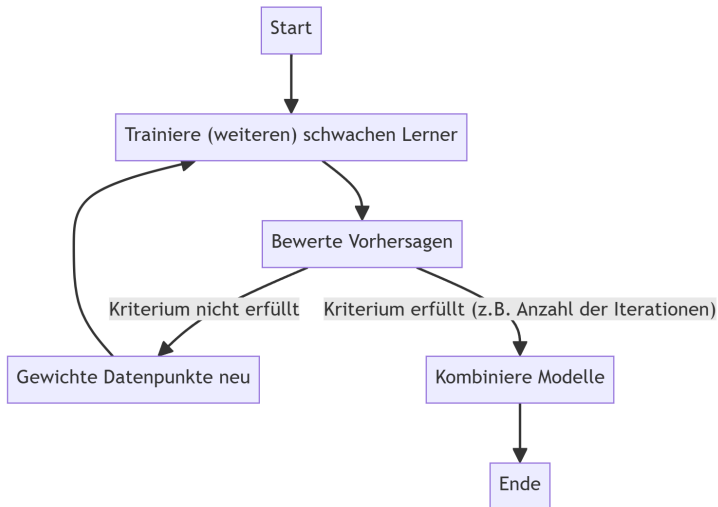 Start
Trainiere (weiteren) schwachen Lerner
Bewerte Vorhersagen
Kriterium nicht erfüllt
Kriterium erfüllt (z.B. Anzahl der Iterationen)
Gewichte Datenpunkte neu
Kombiniere Modelle
Ende